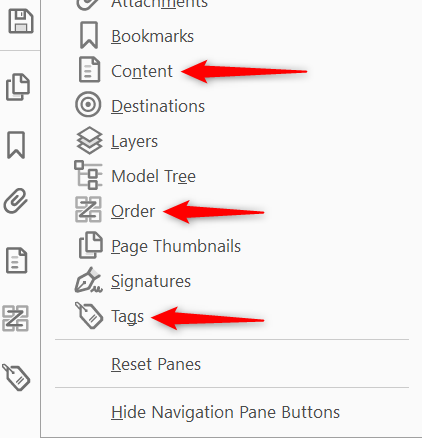 Attachments
Bookmarks
Content
Destinations
Layers
Model Tree
Order
Page Thumbnails
Signatures
Tags
Reset Panes
Hide Navigation Pane Buttons